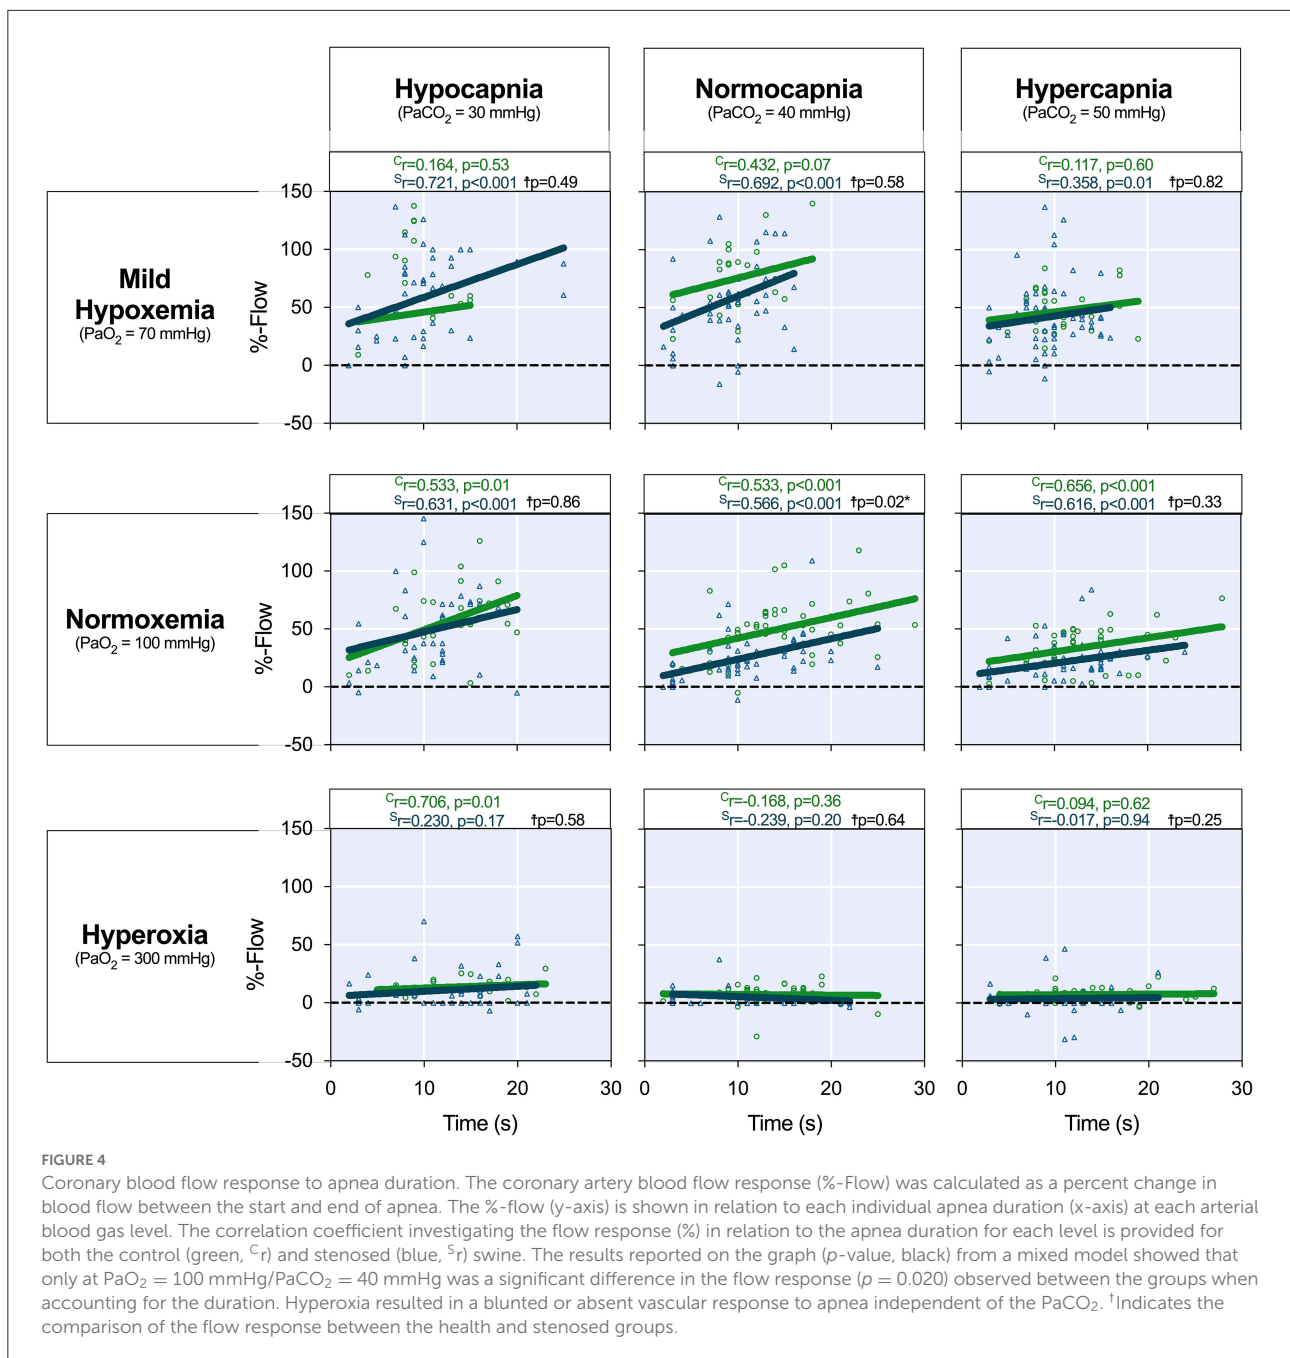 Hypocapnia
(PaCO2 = 30 mmHg)
Normocapnia
(PaCO2 = 40 mmHg)
Hypercapnia
(PaCO2 = 50 mmHg)
Cr=0.164, p=0.53
Sr=0.721, p<0.001 †p=0.49
Cr=0.432, p=0.07
Sr=0.692, p<0.001 †p=0.58
Cr=0.117, p=0.60
Sr=0.358, p=0.01 †p=0.82
Mild
Hypoxemia
(PaO2 = 70 mmHg)
%-Flow
150
100
50
0
-50
Cr=0.533, p=0.01
Sr=0.631, p<0.001 †p=0.86
Cr=0.533, p<0.001
Sr=0.566, p<0.001 †p=0.02*
Cr=0.656, p<0.001
Sr=0.616, p<0.001 †p=0.33
Normoxemia
(PaO2 = 100 mmHg)
%-Flow
150
100
50
0
-50
Cr=0.706, p=0.01
Sr=0.230, p=0.17 †p=0.58
Cr=-0.168, p=0.36
Sr=-0.239, p=0.20 †p=0.64
Cr=0.094, p=0.62
Sr=-0.017, p=0.94 †p=0.25
Hyperoxia
(PaO2 = 300 mmHg)
%-Flow
150
100
50
0
-50
0 10 20 30
0 10 20 30
0 10 20 30
Time (s)
Time (s)
Time (s)
FIGURE 4
Coronary blood flow response to apnea duration. The coronary artery blood flow response (%-Flow) was calculated as a percent change in
blood flow between the start and end of apnea. The %-flow (y-axis) is shown in relation to each individual apnea duration (x-axis) at each arterial
blood gas level. The correlation coefficient investigating the flow response (%) in relation to the apnea duration for each level is provided for
both the control (green, Cr) and stenosed (blue, Sr) swine. The results reported on the graph (p-value, black) from a mixed model showed that
only at PaO2 = 100 mmHg/PaCO2 = 40 mmHg was a significant difference in the flow response (p = 0.020) observed between the groups when
accounting for the duration. Hyperoxia resulted in a blunted or absent vascular response to apnea independent of the PaCO2. †Indicates the
comparison of the flow response between the health and stenosed groups.